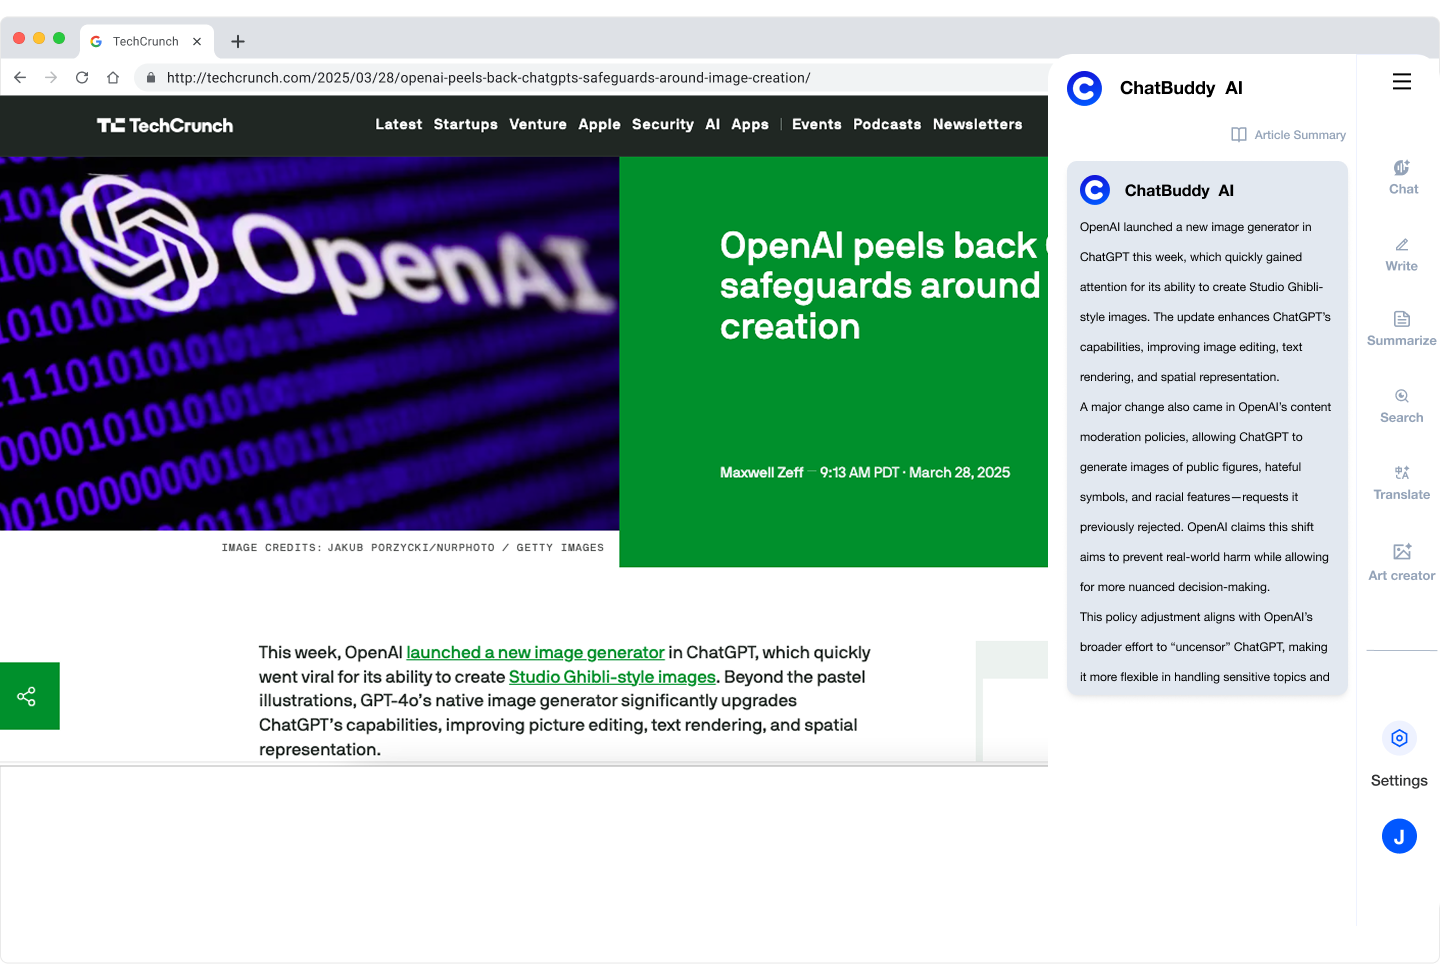 TechCrunch
http://techcrunch.com/2025/03/28/openai-peels-back-chatgpts-safeguards-around-image-creation/
TechCrunch
Latest Startups Venture Apple Security AI Apps | Events Podcasts Newsletters
OpenAI
OpenAI peels back
safeguards around
creation
Maxwell Zeff — 9:13 AM PDT · March 28, 2025
IMAGE CREDITS: JAKUB PORZYCKI/NURPHOTO / GETTY IMAGES
This week, OpenAI launched a new image generator in ChatGPT, which quickly
went viral for its ability to create Studio Ghibli-style images. Beyond the pastel
illustrations, GPT-4o's native image generator significantly upgrades
ChatGPT's capabilities, improving picture editing, text rendering, and spatial
representation.
ChatBuddy AI
Article Summary
ChatBuddy AI
OpenAI launched a new image generator in
ChatGPT this week, which quickly gained
attention for its ability to create Studio Ghibli-
style images. The update enhances ChatGPT's
capabilities, improving image editing, text
rendering, and spatial representation.
A major change also came in OpenAI's content
moderation policies, allowing ChatGPT to
generate images of public figures, hateful
symbols, and racial features—requests it
previously rejected. OpenAI claims this shift
aims to prevent real-world harm while allowing
for more nuanced decision-making.
This policy adjustment aligns with OpenAI's
broader effort to “uncensor” ChatGPT, making
it more flexible in handling sensitive topics and
Chat
Write
Summarize
Search
Translate
Art creator
Settings
J